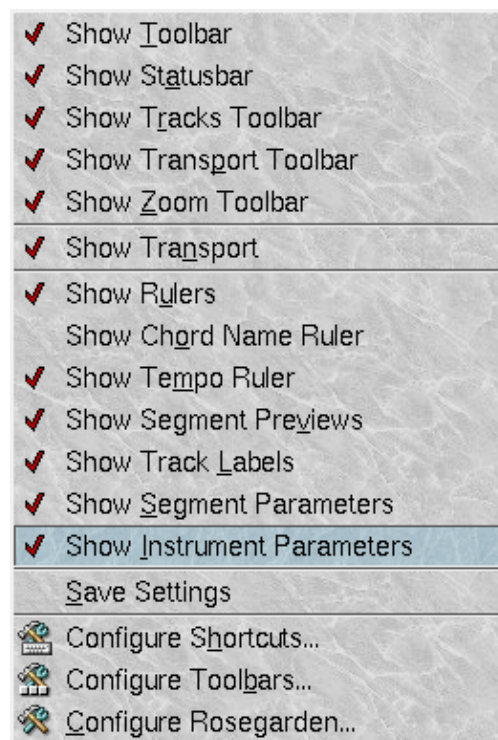 Show Toolbar
Show Statusbar
Show Tracks Toolbar
Show Transport Toolbar
Show Zoom Toolbar
Show Transport
Show Rulers
Show Chord Name Ruler
Show Tempo Ruler
Show Segment Previews
Show Track Labels
Show Segment Parameters
Show Instrument Parameters
Save Settings
Configure Shortcuts...
Configure Toolbars...
Configure Rosegarden...